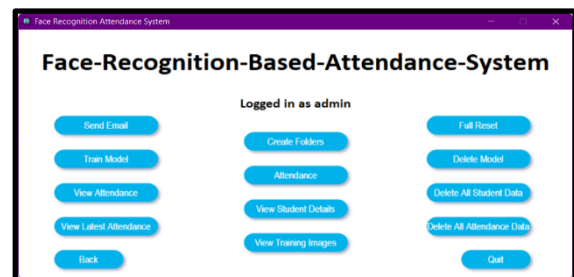 Face Recognition Attendance System
Face-Recognition-Based-Attendance-System
Logged in as admin
Send Email
Train Model
View Attendance
View Latest Attendance
Back
Create Folders
Attendance
View Student Details
View Training Images
Full Reset
Delete Model
Delete All Student Data
Delete All Attendance Data
Quit